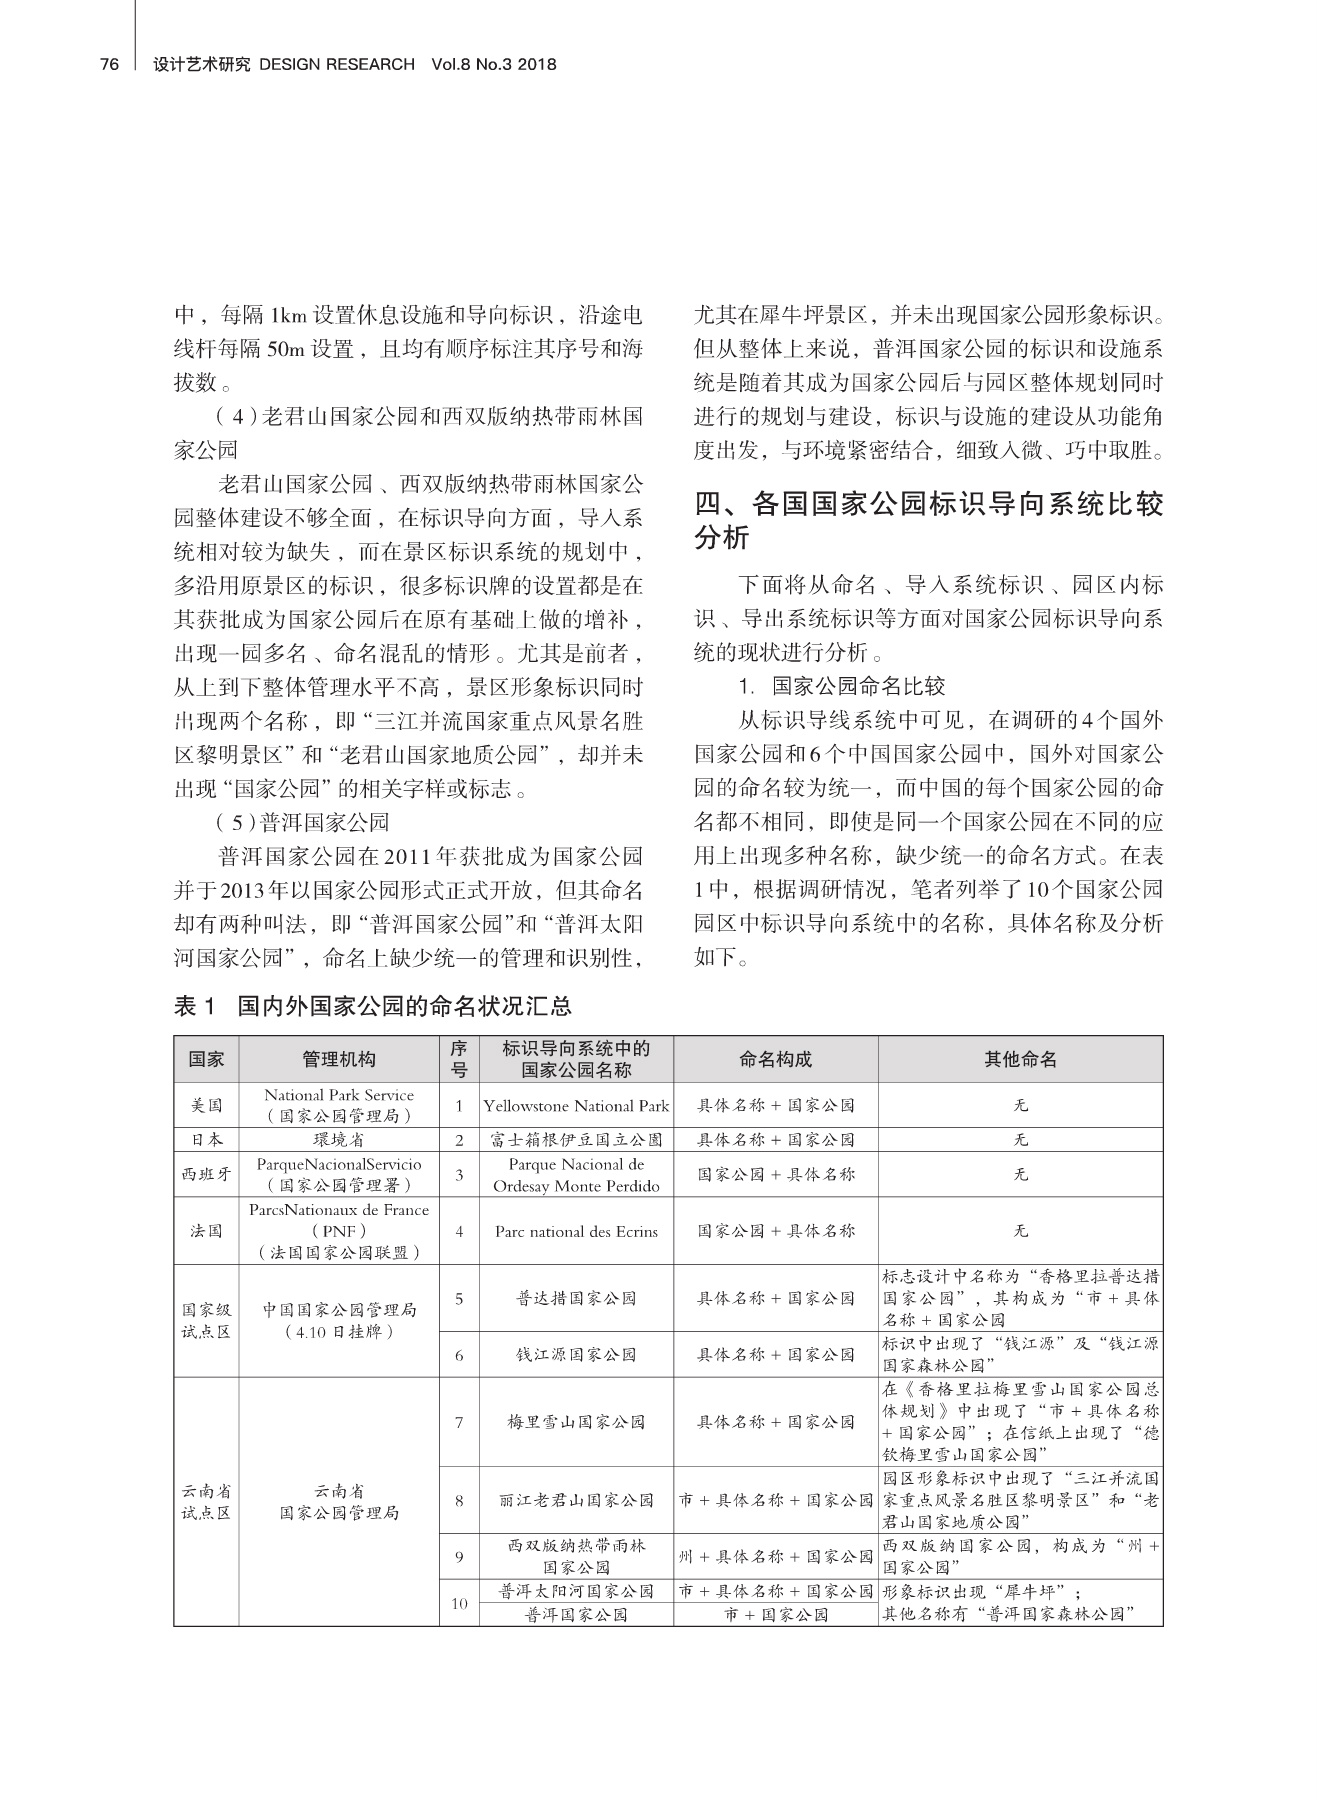 76
设计艺术研究 DESIGN RESEARCH Vol.8 No.3 2018
中，每隔 1km 设置休息设施和导向标识，沿途电
线杆每隔 50m 设置，且均有顺序标注其序号和海
拔数。
（4）老君山国家公园和西双版纳热带雨林国
家公园
老君山国家公园、西双版纳热带雨林国家公
园整体建设不够全面，在标识导向方面，导入系
统相对较为缺失，而在景区标识系统的规划中，
多沿用原景区的标识，很多标识牌的设置都是在
其获批成为国家公园后在原有基础上做的增补，
出现一园多名、命名混乱的情形。尤其是前者，
从上到下整体管理水平不高，景区形象标识同时
出现两个名称，即“三江并流国家重点风景名胜
区黎明景区”和“老君山国家地质公园”，却并未
出现“国家公园”的相关字样或标志。
（5）普洱国家公园
普洱国家公园在2011年获批成为国家公园
并于2013年以国家公园形式正式开放，但其命名
却有两种叫法，即“普洱国家公园”和“普洱太阳
河国家公园”，命名上缺少统一的管理和识别性，
尤其在犀牛坪景区，并未出现国家公园形象标识。
但从整体上来说，普洱国家公园的标识和设施系
统是随着其成为国家公园后与园区整体规划同时
进行的规划与建设，标识与设施的建设从功能角
度出发，与环境紧密结合，细致入微、巧中取胜。
四、各国国家公园标识导向系统比较
分析
下面将从命名、导入系统标识、园区内标
识、导出系统标识等方面对国家公园标识导向系
统的现状进行分析。
1. 国家公园命名比较
从标识导线系统中可见，在调研的4个国外
国家公园和6个中国国家公园中，国外对国家公
园的命名较为统一，而中国的每个国家公园的命
名都不相同，即使是同一个国家公园在不同的应
用上出现多种名称，缺少统一的命名方式。在表
1中，根据调研情况，笔者列举了10个国家公园
园区中标识导向系统中的名称，具体名称及分析
如下。
表 1 国内外国家公园的命名状况汇总
国家 管理机构 序号 标识导向系统中的国家公园名称 命名构成 其他命名
美国 National Park Service（国家公园管理局） 1 Yellowstone National Park 具体名称 + 国家公园 无
日本 環境省 2 富士箱根伊豆国立公園 具体名称 + 国家公园 无
西班牙 ParqueNacionalServicio（国家公园管理署） 3 Parque Nacional de Ordesay Monte Perdido 国家公园 + 具体名称 无
法国 ParcsNationaux de France（PNF）（法国国家公园联盟） 4 Parc national des Ecrins 国家公园 + 具体名称 无
国家级试点区 中国国家公园管理局（4.10 日挂牌） 5 普达措国家公园 具体名称 + 国家公园 标志设计中名称为“香格里拉普达措国家公园”，其构成为“市 + 具体名称 + 国家公园
6 钱江源国家公园 具体名称 + 国家公园 标识中出现了“钱江源”及“钱江源国家森林公园”
云南省试点区 云南省国家公园管理局 7 梅里雪山国家公园 具体名称 + 国家公园 在《香格里拉梅里雪山国家公园总体规划》中出现了“市 + 具体名称 + 国家公园”；在信纸上出现了“德钦梅里雪山国家公园”
8 丽江老君山国家公园 市 + 具体名称 + 国家公园 园区形象标识中出现了“三江并流国家重点风景名胜区黎明景区”和“老君山国家地质公园”
9 西双版纳热带雨林国家公园 州 + 具体名称 + 国家公园 西双版纳国家公园，构成为“州 + 国家公园”
10 普洱太阳河国家公园 市 + 具体名称 + 国家公园 形象标识出现“犀牛坪”；
普洱国家公园 市 + 国家公园 其他名称有“普洱国家森林公园”